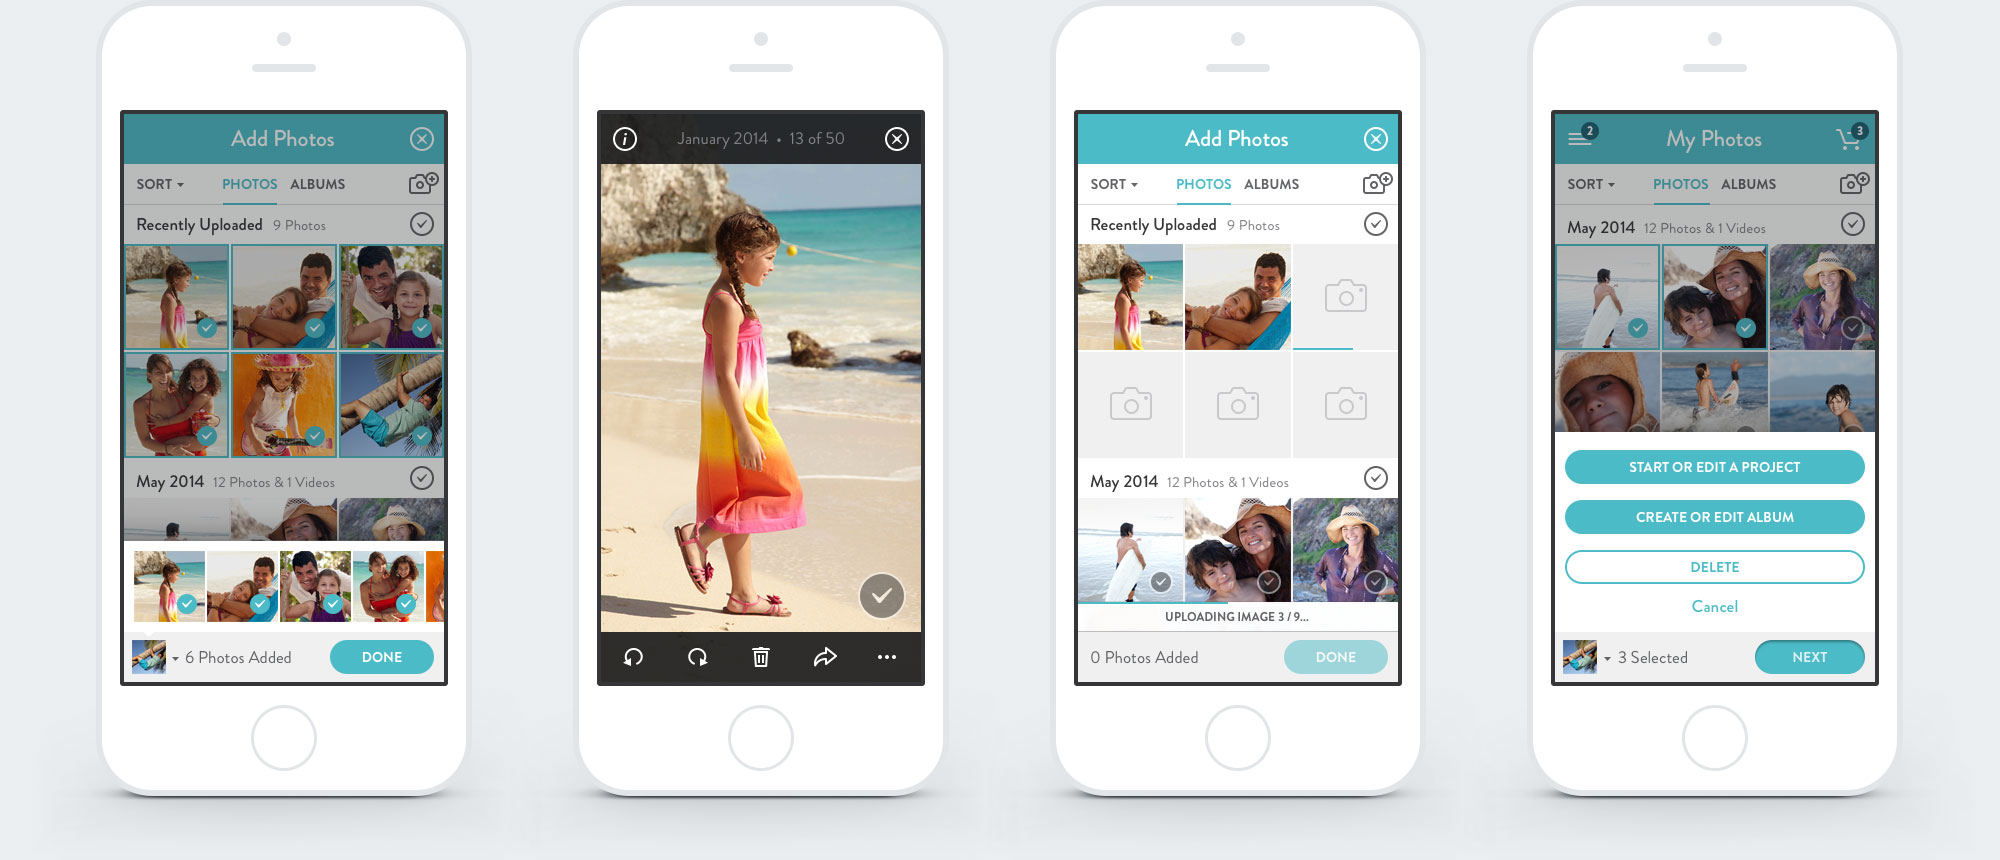 Add Photos
SORT PHOTOS ALBUMS
Recently Uploaded 9 Photos
May 2014 12 Photos & 1 Videos
6 Photos Added DONE
i January 2014 • 13 of 50
Add Photos
SORT PHOTOS ALBUMS
Recently Uploaded 9 Photos
May 2014 12 Photos & 1 Videos
UPLOADING IMAGE 3 / 9...
0 Photos Added DONE
2 My Photos 3
SORT PHOTOS ALBUMS
May 2014 12 Photos & 1 Videos
START OR EDIT A PROJECT
CREATE OR EDIT ALBUM
DELETE
Cancel
3 Selected NEXT